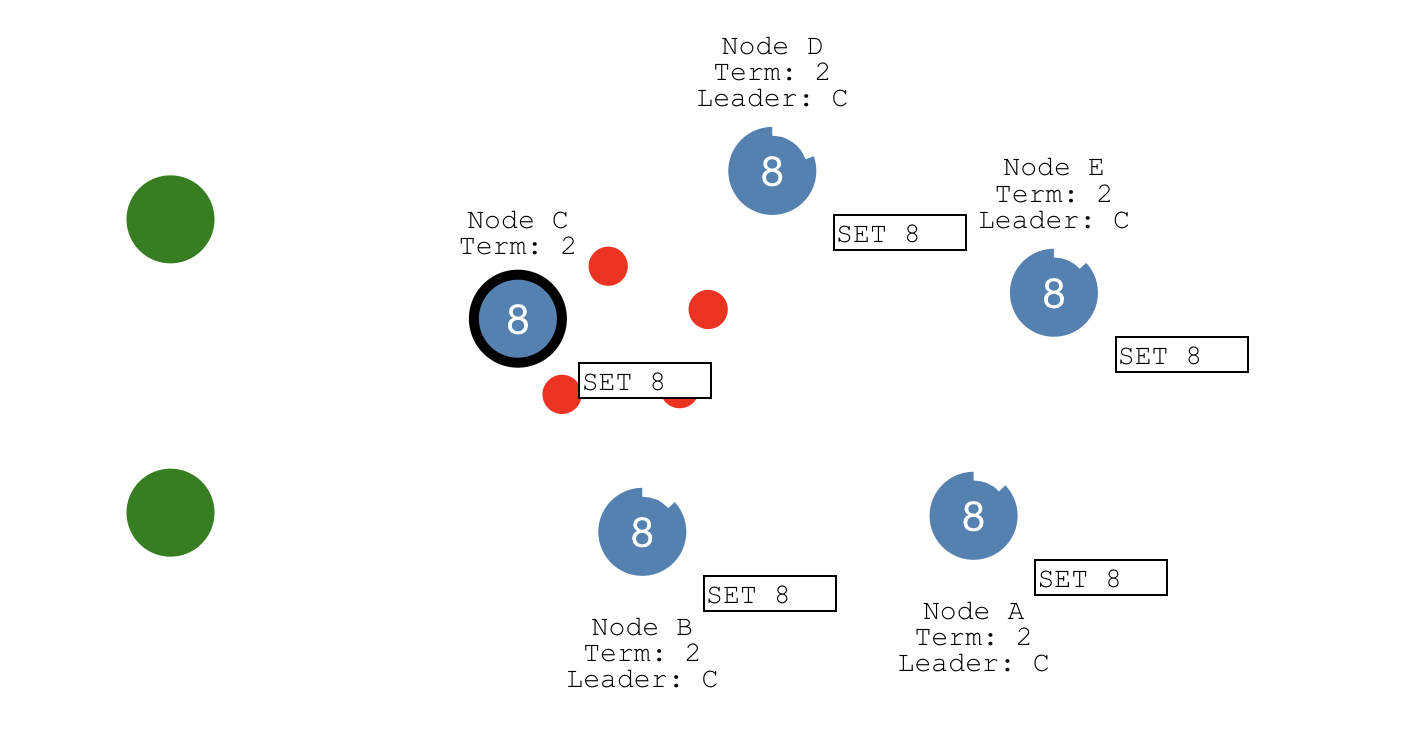 Node D
Term: 2
Leader: C
8
SET 8
Node E
Term: 2
Leader: C
8
SET 8
Node C
Term: 2
8
SET 8
8
SET 8
Node B
Term: 2
Leader: C
8
SET 8
Node A
Term: 2
Leader: C